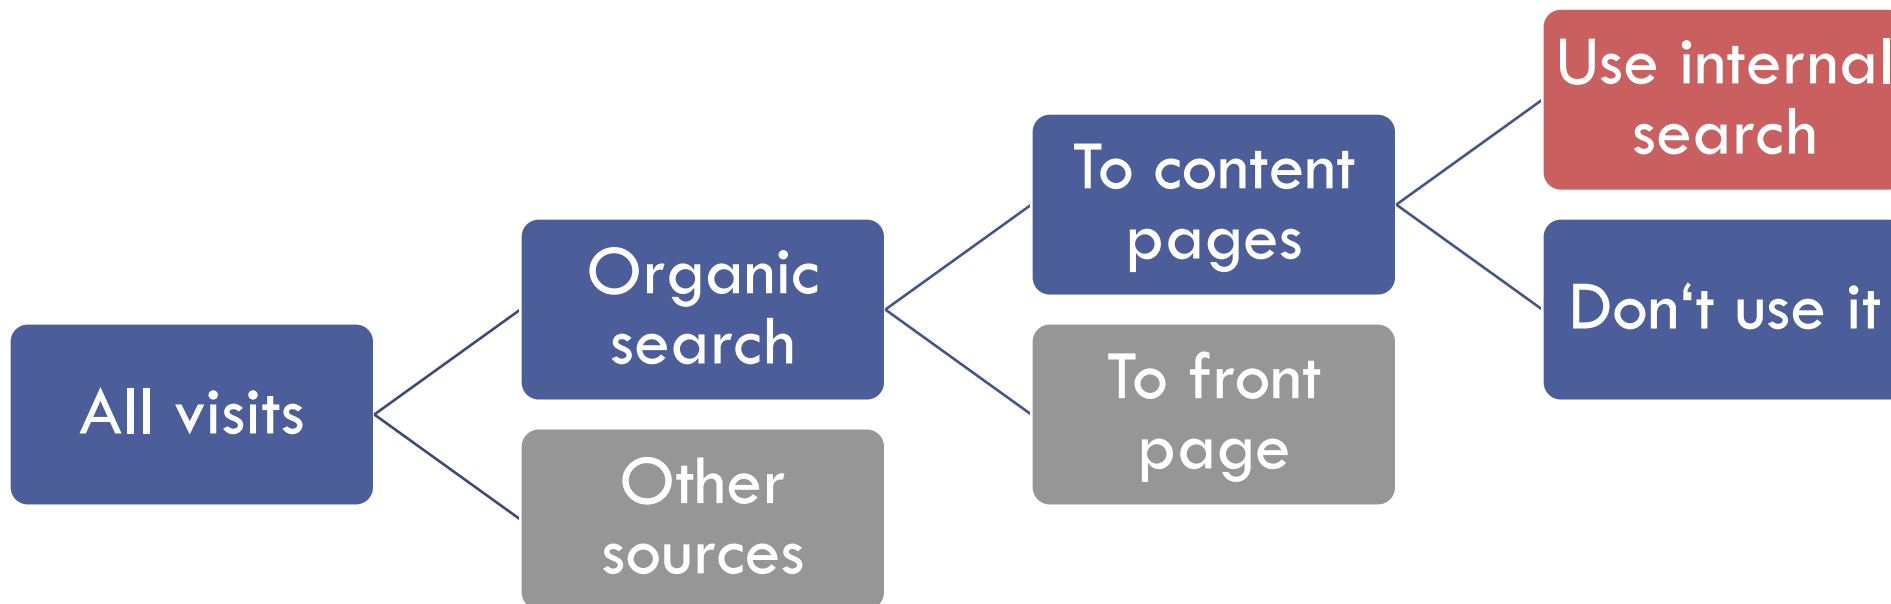 All visits
Organic
search
Other
sources
To content
pages
To front
page
Use internal
search
Don‘t use it